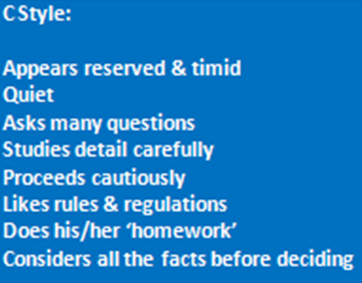 C Style:
Appears reserved & timid
Quiet
Asks many questions
Studies detail carefully
Proceeds cautiously
Likes rules & regulations
Does his/her ‘homework’
Considers all the facts before deciding